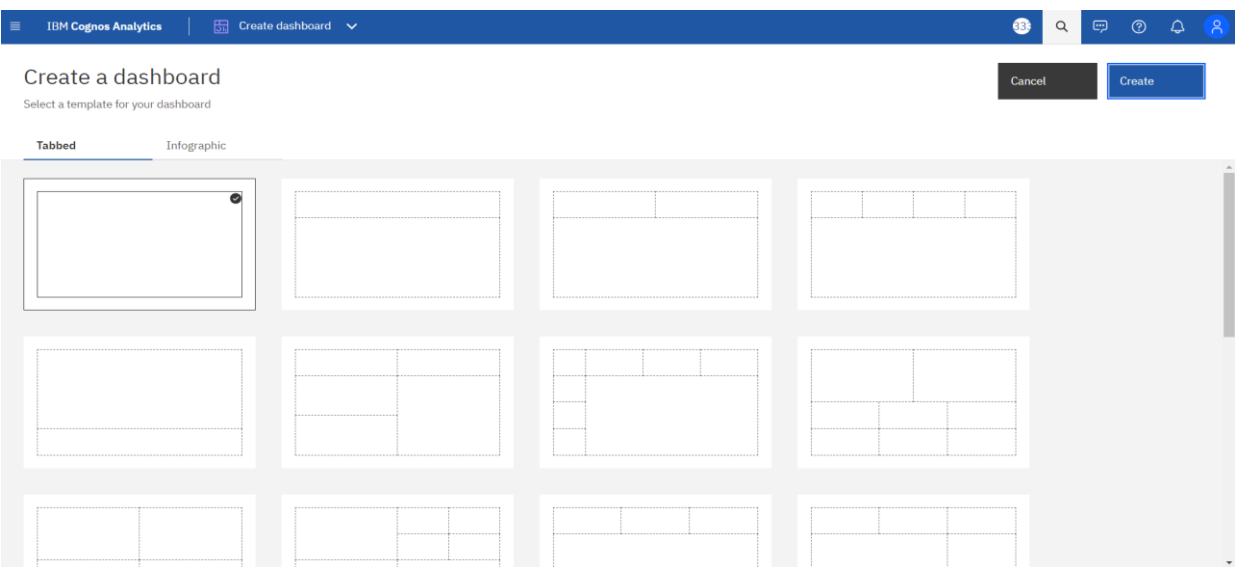 IBM Cognos Analytics
Create dashboard
Create a dashboard
Cancel
Create
Select a template for your dashboard
Tabbed
Infographic